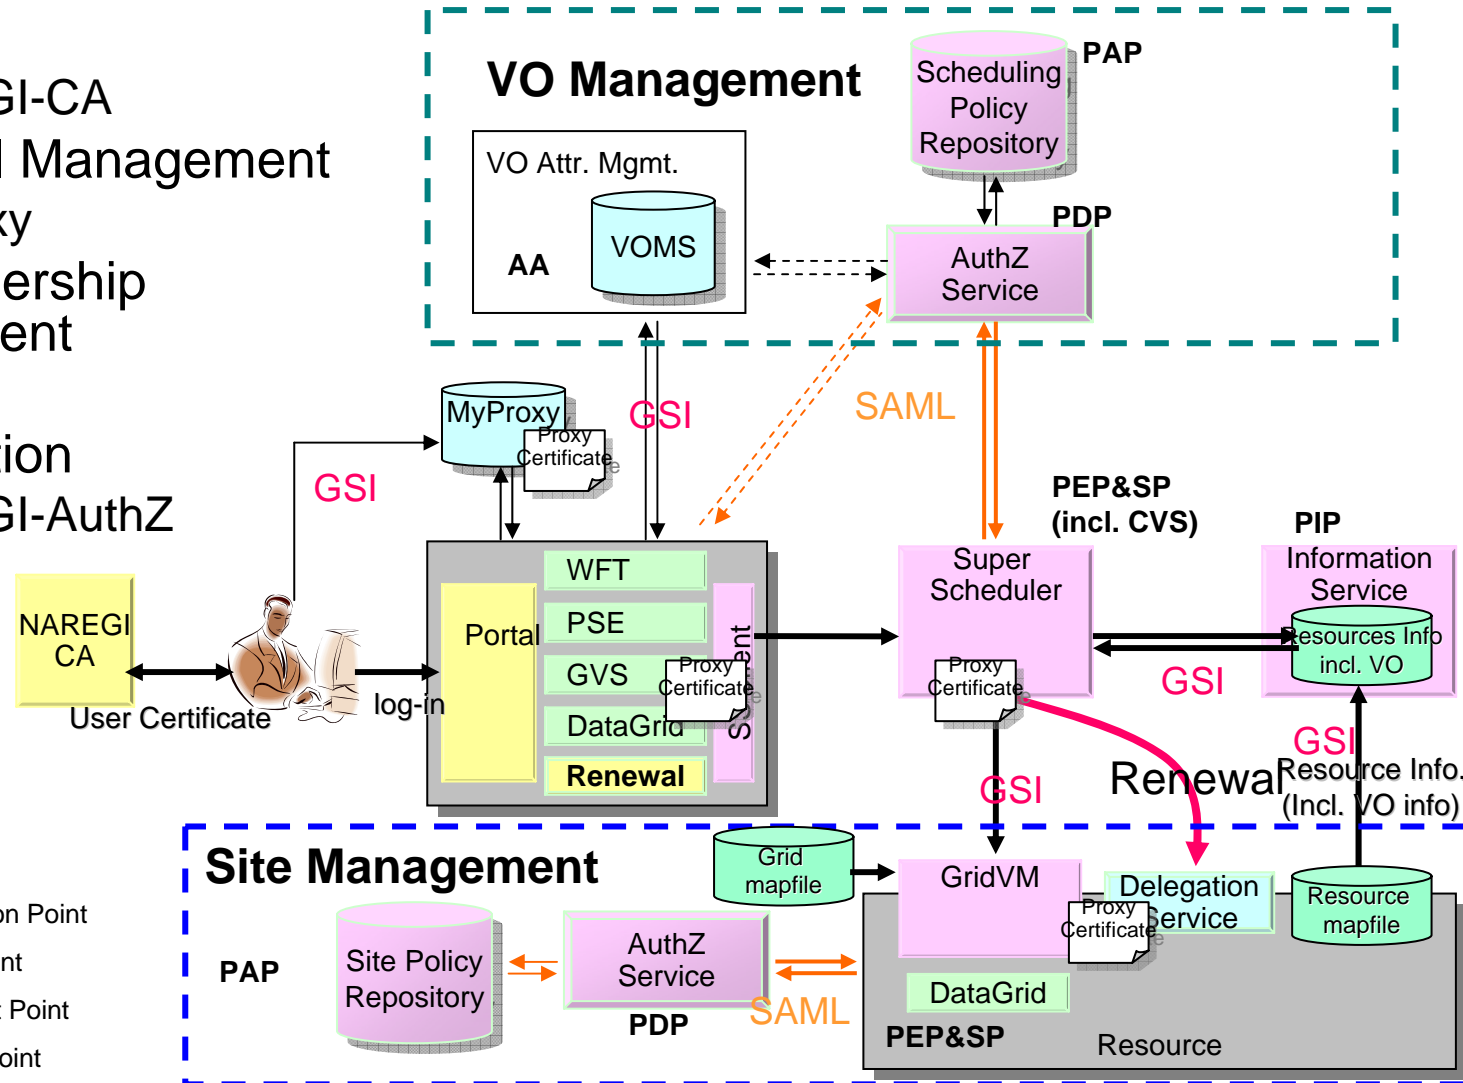 GI-CA
l Management
xy
ership
ent
tion
GI-AuthZ
VO Management
PAP
Scheduling
Policy
Repository
VO Attr. Mgmt.
AA
VOMS
PDP
AuthZ
Service
MyProxy
Proxy
Certificate
GSI
GSI
SAML
PEP&SP
(incl. CVS)
PIP
NAREGI
CA
User Certificate
log-in
Portal
WFT
PSE
GVS
DataGrid
Renewal
Proxy
Certificate
Super
Scheduler
Proxy
Certificate
Information
Service
Resources Info
incl. VO
GSI
GSI
GSI
Renewal
Resource Info.
(Incl. VO info)
Site Management
Grid
mapfile
GridVM
Delegation
Service
Proxy
Certificate
Resource
mapfile
on Point
nt
t Point
oint
PAP
Site Policy
Repository
AuthZ
Service
PDP
SAML
DataGrid
PEP&SP
Resource